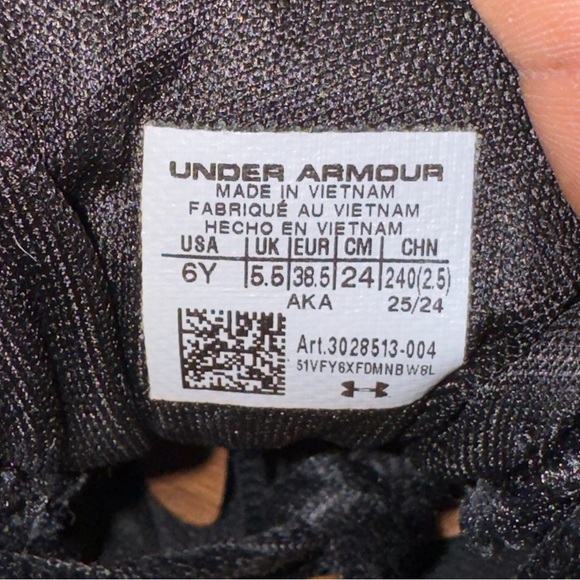 UNDER ARMOUR
MADE IN VIETNAM
FABRIQUÉ AU VIETNAM
HECHO EN VIETNAM
USA UK EUR CM CHN
6Y 5.5 38.5 24 240(2.5)
AKA 25/24
Art.3028513-004
51VFY6XFDMNBW8L